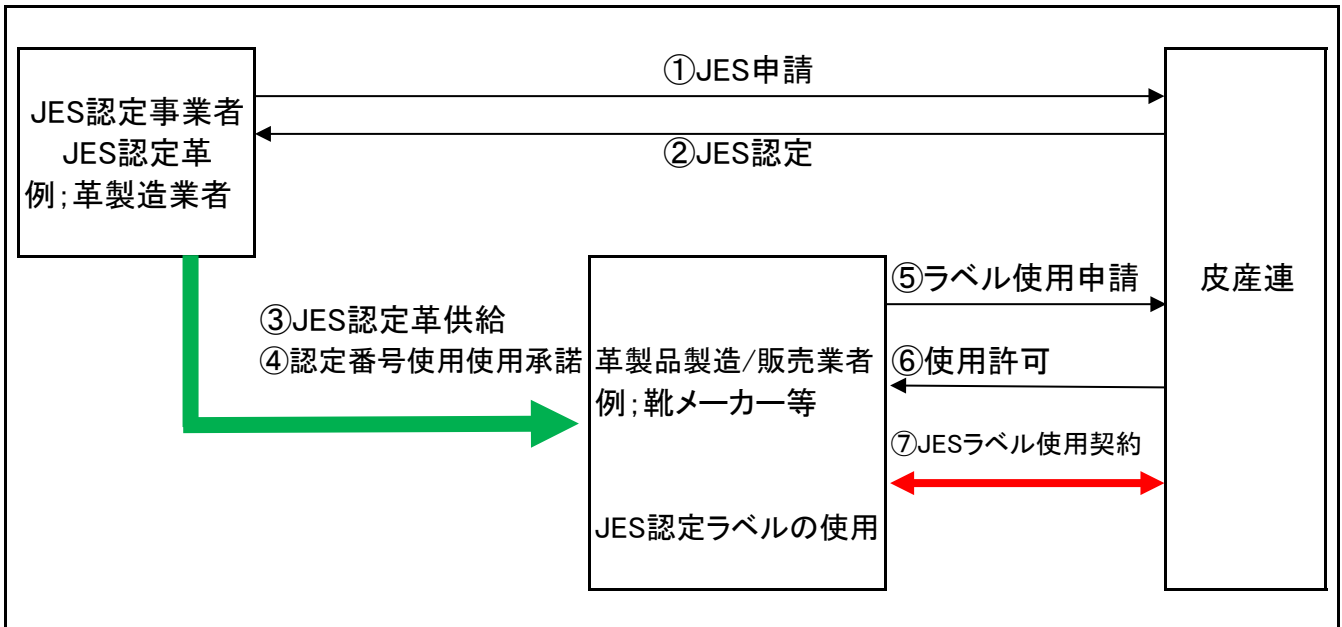 ①JES申請
JES認定事業者
JES認定革
例;革製造業者
②JES認定
⑤ラベル使用申請
皮産連
③JES認定革供給
④認定番号使用使用承諾
革製品製造/販売業者
例;靴メーカー等
⑥使用許可
⑦JESラベル使用契約
JES認定ラベルの使用